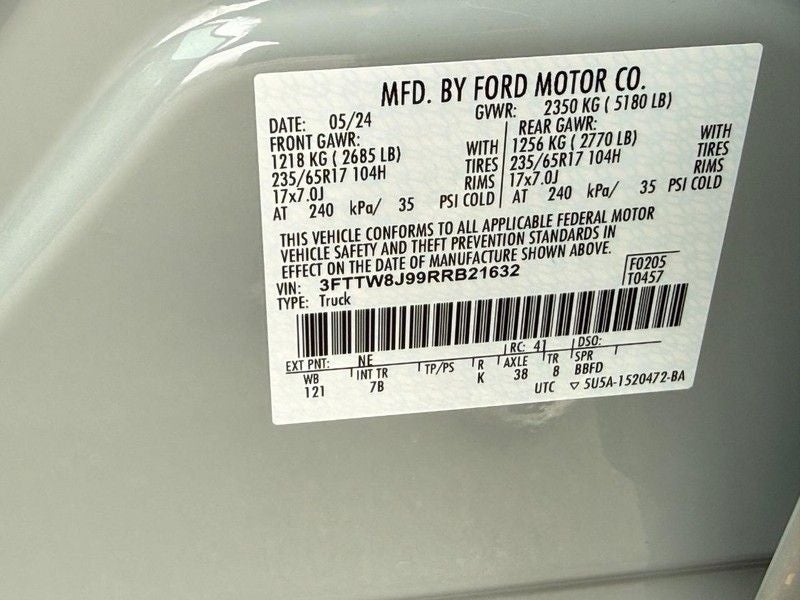 MFD. BY FORD MOTOR CO.
DATE: 05/24 GVWR: 2350 KG ( 5180 LB)
FRONT GAWR: REAR GAWR:
1218 KG ( 2685 LB) WITH 1256 KG ( 2770 LB) WITH
235/65R17 104H TIRES 235/65R17 104H TIRES
17x7.0J RIMS 17x7.0J RIMS
AT 240 kPa/ 35 PSI COLD AT 240 kPa/ 35 PSI COLD
THIS VEHICLE CONFORMS TO ALL APPLICABLE FEDERAL MOTOR
VEHICLE SAFETY AND THEFT PREVENTION STANDARDS IN
EFFECT ON THE DATE OF MANUFACTURE SHOWN ABOVE.
VIN: 3FTTW8J99RRB21632 F0205
TYPE: Truck T0457
EXT PNT: NE RC: 41 DSO:
WB INT TR TP/PS R AXLE TR SPR
121 7B K 38 8 BBFD
UTC ▽ 5U5A-1520472-BA